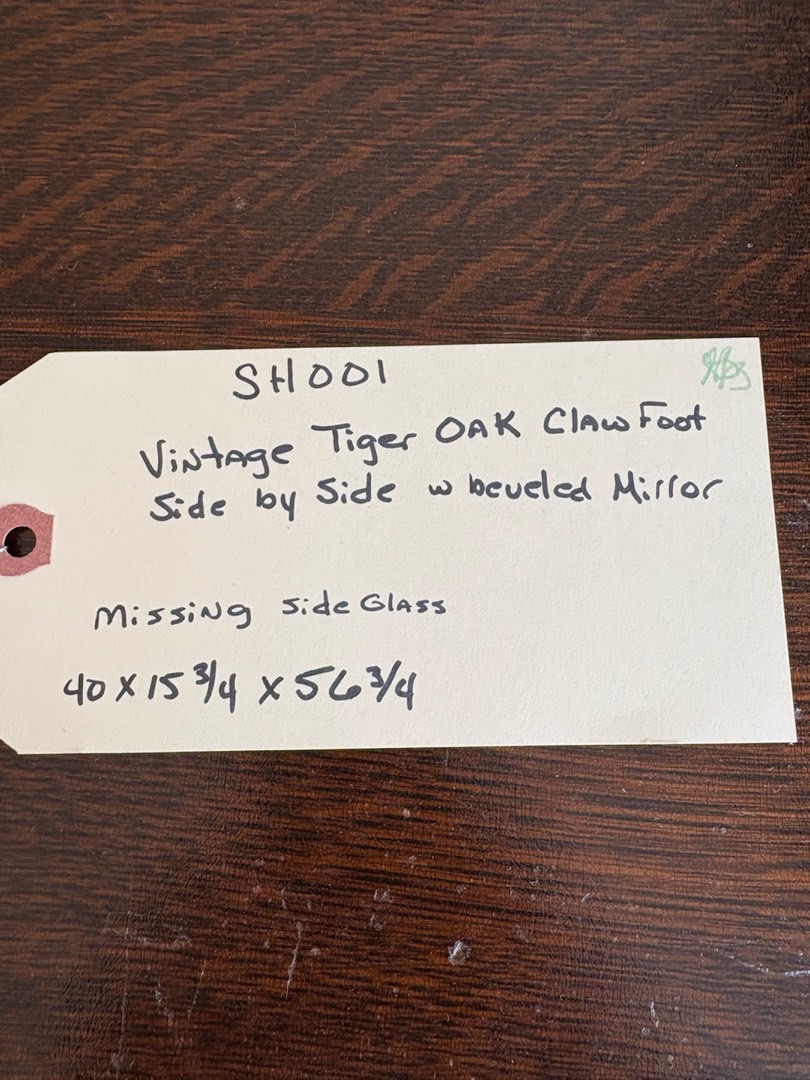 SH001
Vintage Tiger OAK Claw Foot
Side by Side w beveled Mirror
Missing Side Glass
40 X 15 3/4 X 56 3/4